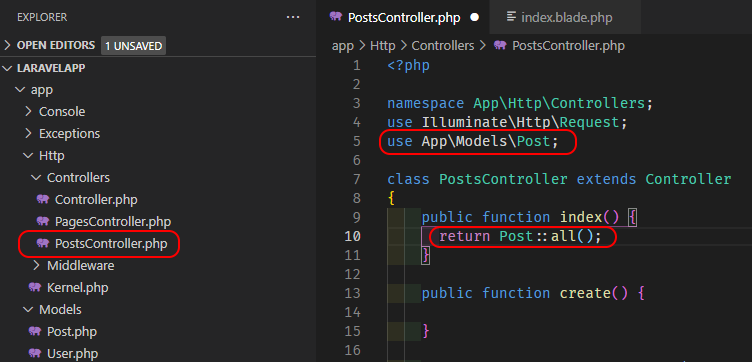 EXPLORER
OPEN EDITORS 1 UNSAVED
LARAVELAPP
app
Console
Exceptions
Http
Controllers
Controller.php
PagesController.php
PostsController.php
Middleware
Kernel.php
Models
Post.php
User.php
PostsController.php
index.blade.php
app > Http > Controllers > PostsController.php
1 <?php
2
3 namespace App\Http\Controllers;
4 use Illuminate\Http\Request;
5 use App\Models\Post;
6
7 class PostsController extends Controller
8 {
9 public function index() {
10 return Post::all();
11 }
12
13 public function create() {
14
15 }
16